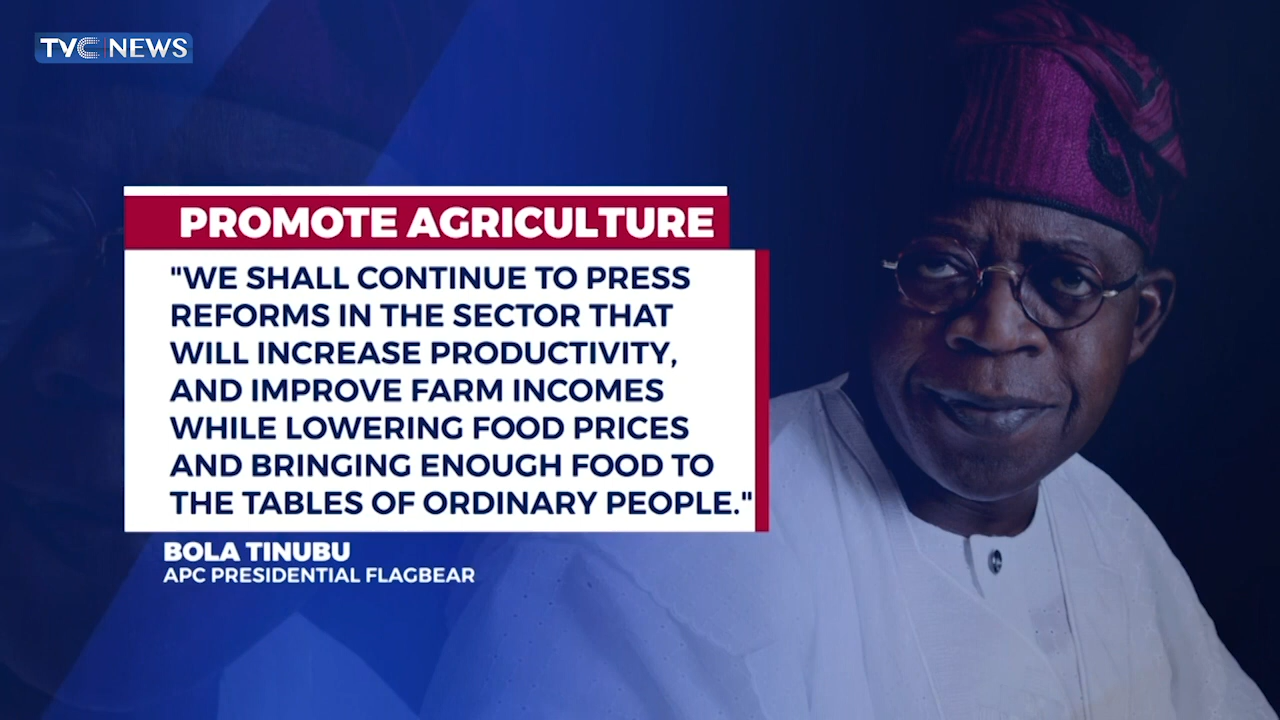 TVC NEWS
PROMOTE AGRICULTURE
"WE SHALL CONTINUE TO PRESS
REFORMS IN THE SECTOR THAT
WILL INCREASE PRODUCTIVITY,
AND IMPROVE FARM INCOMES
WHILE LOWERING FOOD PRICES
AND BRINGING ENOUGH FOOD TO
THE TABLES OF ORDINARY PEOPLE."
BOLA TINUBU
APC PRESIDENTIAL FLAGBEAR